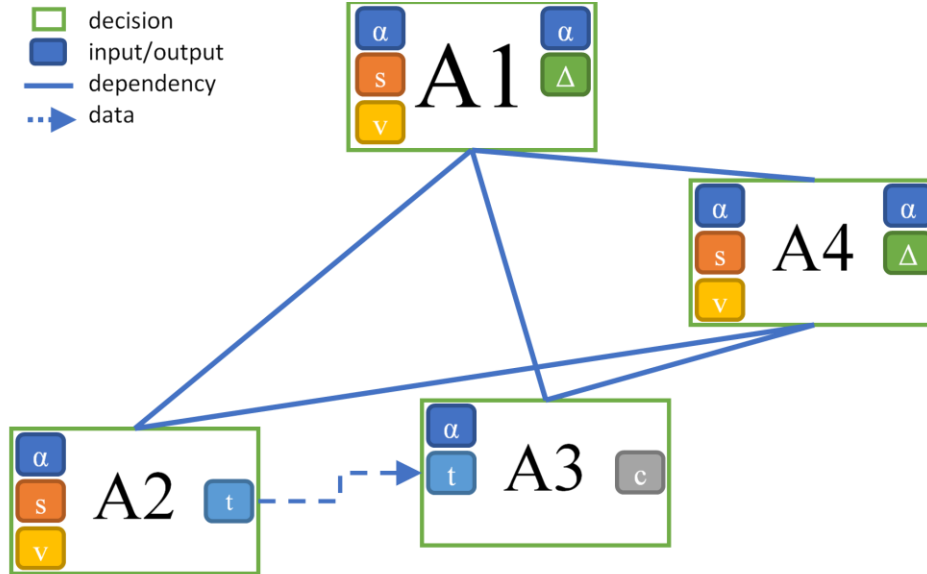 decision
input/output
dependency
data
α
s
v
A1
α
Δ
α
s
v
A4
α
Δ
α
s
v
A2
t
α
t
A3
c